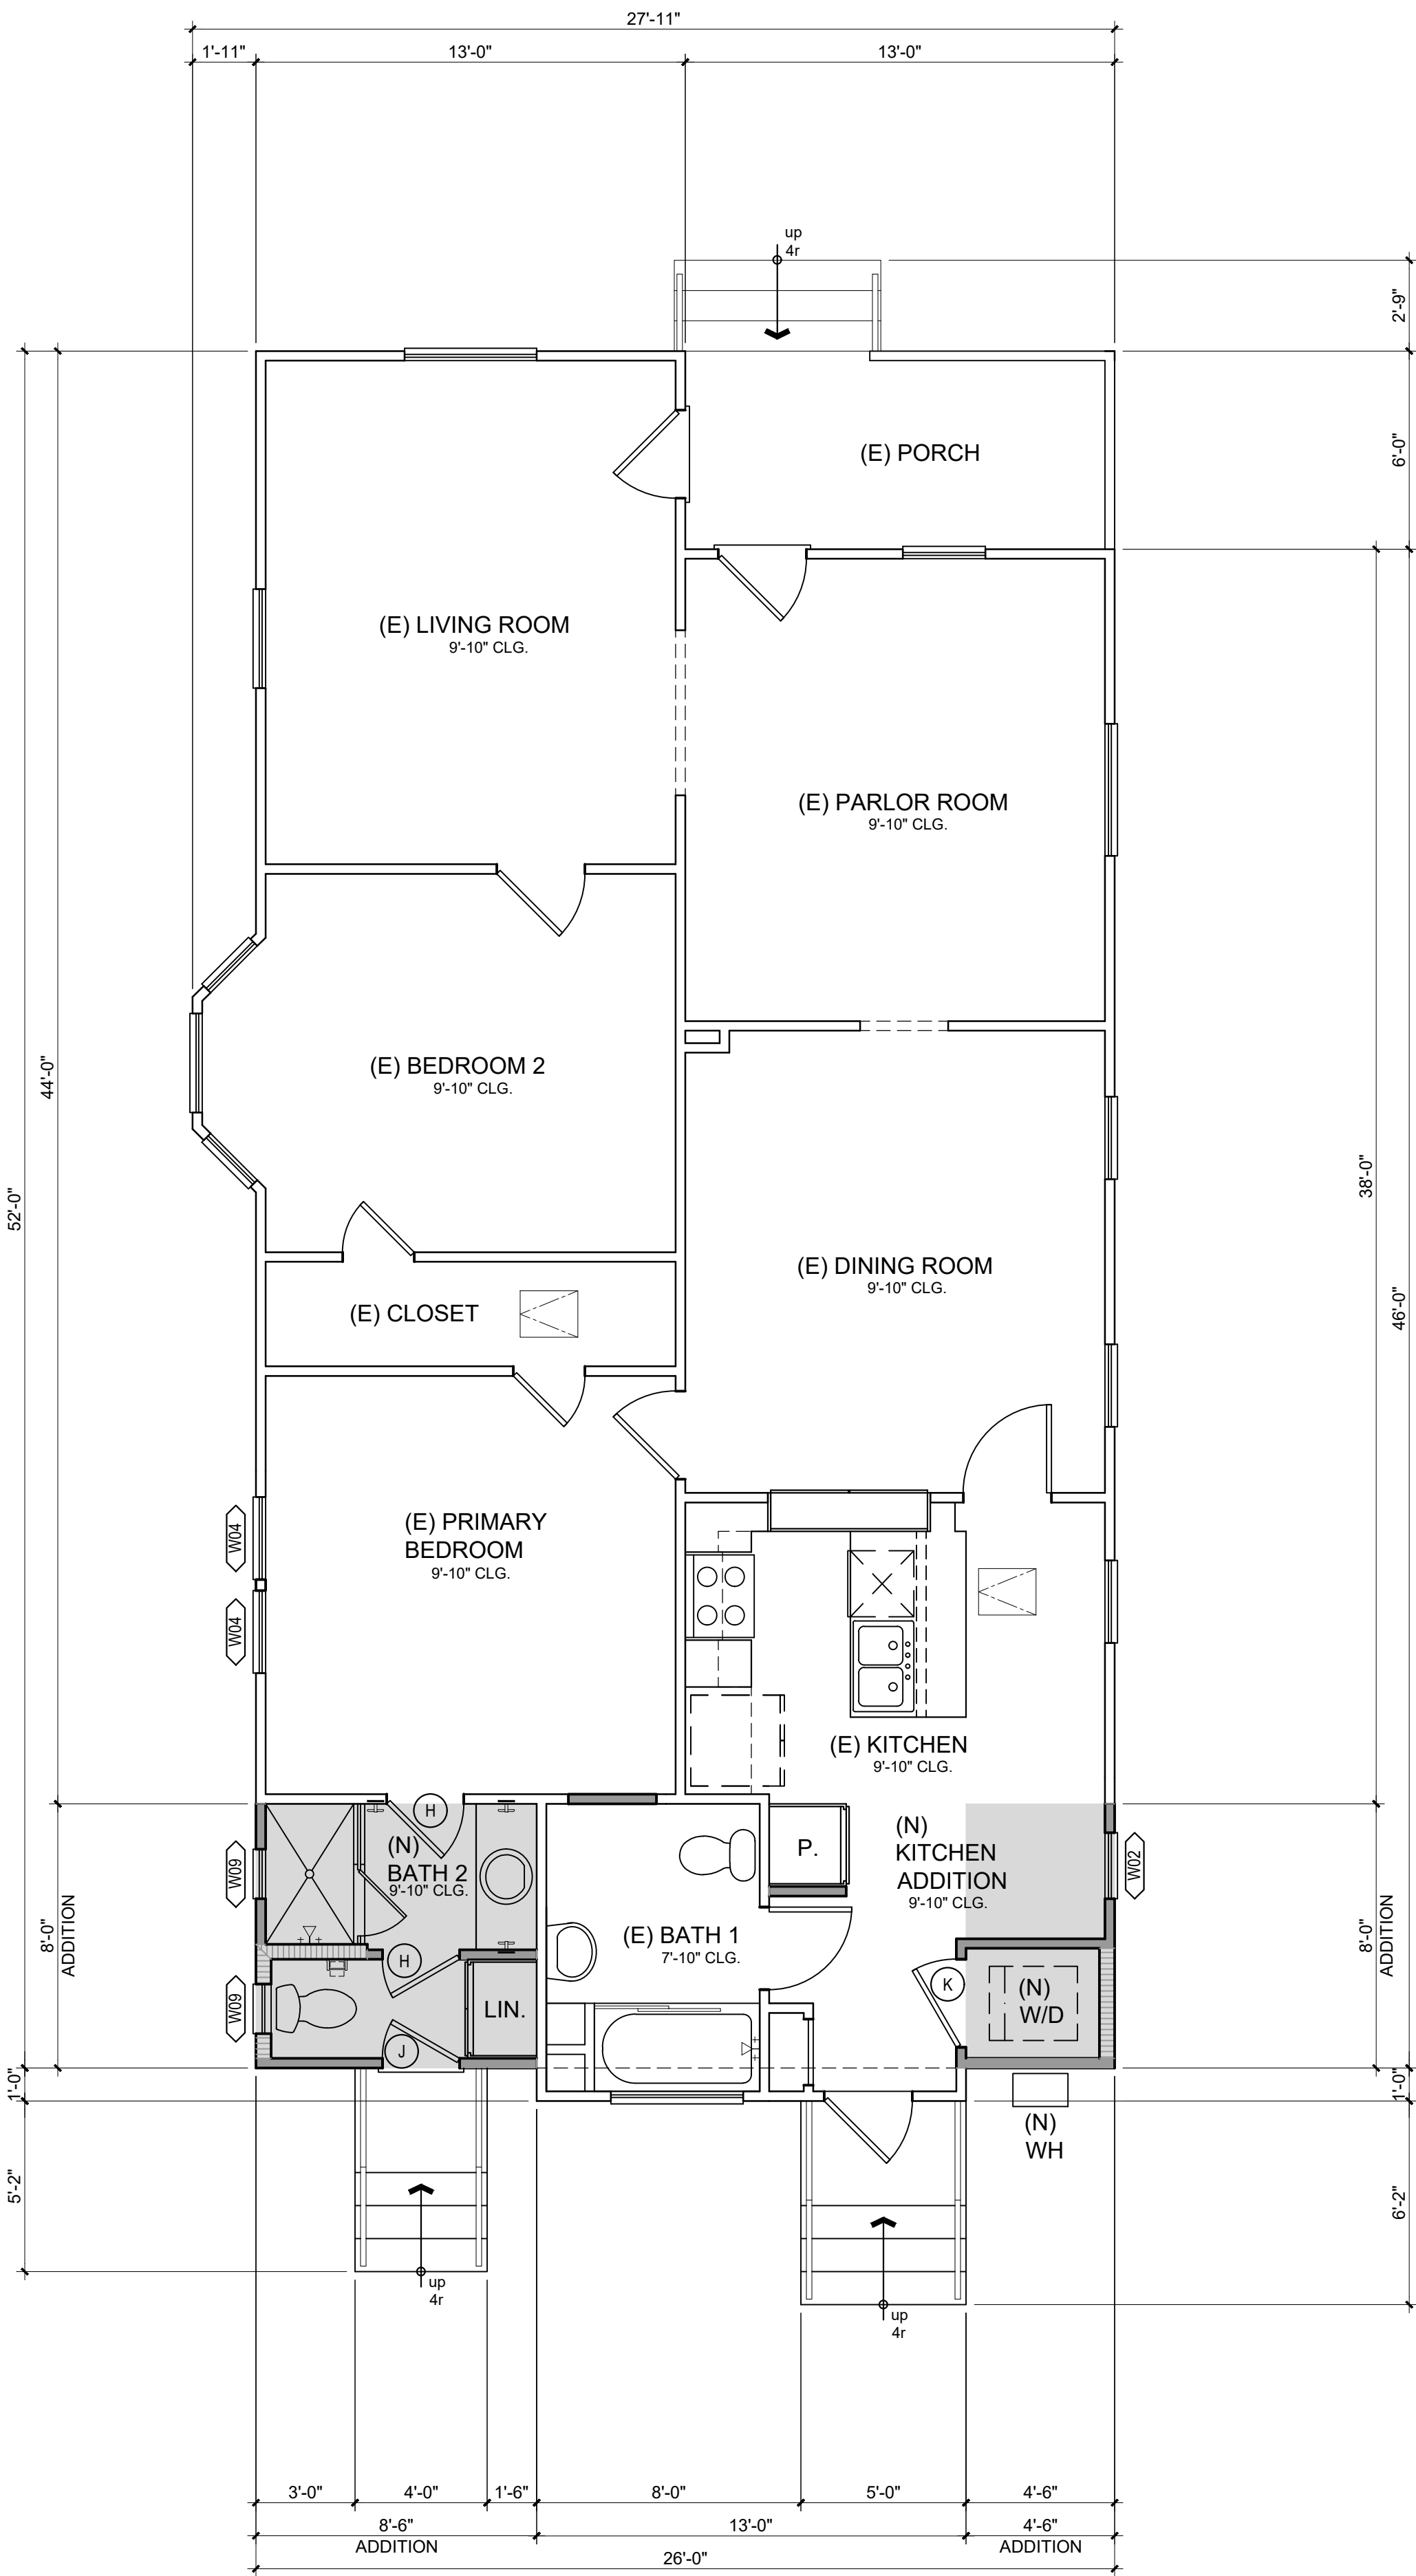 27'-11"
1'-11"
13'-0"
13'-0"
up
4r
2'-9"
6'-0"
(E) PORCH
(E) LIVING ROOM
9'-10" CLG.
(E) PARLOR ROOM
9'-10" CLG.
44'-0"
52'-0"
(E) BEDROOM 2
9'-10" CLG.
38'-0"
46'-0"
(E) DINING ROOM
9'-10" CLG.
(E) CLOSET
W04
W04
(E) PRIMARY
BEDROOM
9'-10" CLG.
(E) KITCHEN
9'-10" CLG.
H
(N)
BATH 2
9'-10" CLG.
P.
(N)
KITCHEN
ADDITION
9'-10" CLG.
W09
W02
8'-0"
ADDITION
8'-0"
ADDITION
(E) BATH 1
7'-10" CLG.
H
K
W09
LIN.
(N)
W/D
J
1'-0"
1'-0"
(N)
WH
5'-2"
6'-2"
up
4r
up
4r
3'-0"
4'-0"
1'-6"
8'-0"
5'-0"
4'-6"
8'-6"
ADDITION
13'-0"
4'-6"
ADDITION
26'-0"